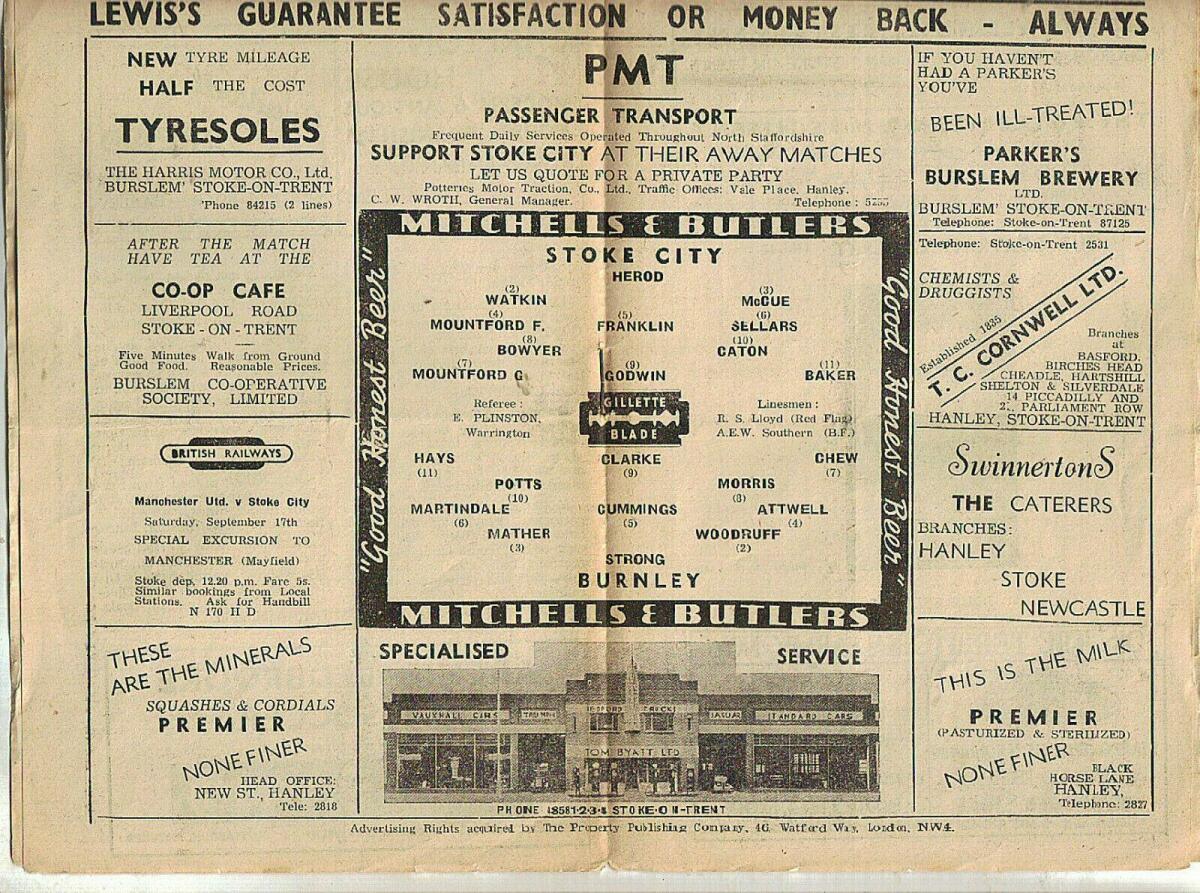 LEWIS'S GUARANTEE SATISFACTION OR MONEY BACK - ALWAYS
NEW TYRE MILEAGE
HALF THE COST
TYRESOLES
THE HARRIS MOTOR CO., Ltd.
BURSLEM' STOKE-ON-TRENT
'Phone 84215 (2 lines)
AFTER THE MATCH
HAVE TEA AT THE
CO-OP CAFE
LIVERPOOL ROAD
STOKE - ON - TRENT
Five Minutes Walk from Ground
Good Food. Reasonable Prices.
BURSLEM CO-OPERATIVE
SOCIETY, LIMITED
BRITISH RAILWAYS
Manchester Utd. v Stoke City
Saturday, September 17th
SPECIAL EXCURSION TO
MANCHESTER (Mayfield)
Stoke dep. 12.20 p.m. Fare 5s.
Similar bookings from Local
Stations. Ask for Handbill
N 170 H D
THESE
ARE THE MINERALS
SQUASHES & CORDIALS
PREMIER
NONE FINER
HEAD OFFICE:
NEW ST., HANLEY
Tele: 2818
PMT
PASSENGER TRANSPORT
Frequent Daily Services Operated Throughout North Staffordshire
SUPPORT STOKE CITY AT THEIR AWAY MATCHES
LET US QUOTE FOR A PRIVATE PARTY
Potteries Motor Traction, Co., Ltd., Traffic Offices: Vale Place, Hanley.
C. W. WROTH, General Manager. Telephone :
MITCHELLS & BUTLERS
"Good Honest Beer"
"Good Honest Beer"
STOKE CITY
HEROD
(2) (3)
WATKIN McCUE
(4) (5) (6)
MOUNTFORD F. FRANKLIN SELLARS
(8) (10)
BOWYER CATON
(7) (9) (11)
MOUNTFORD G GODWIN BAKER
Referee :
E. PLINSTON,
Warrington
GILLETTE
BLADE
Linesmen :
R. S. Lloyd (Red Flag)
A.E.W. Southern (B.F.)
HAYS CLARKE CHEW
(11) (9) (7)
POTTS MORRIS
(10) (8)
MARTINDALE CUMMINGS ATTWELL
(6) (5) (4)
MATHER WOODRUFF
(3) (2)
STRONG
BURNLEY
MITCHELLS & BUTLERS
SPECIALISED SERVICE
VAUXHALL CARS TRIUMPH BEDFORD TRUCKS JAGUAR STANDARD CARS
TOM BYATT LTD
PHONE 48581-2-3-4 STOKE-ON-TRENT
IF YOU HAVEN'T
HAD A PARKER'S
YOU'VE
BEEN ILL-TREATED!
PARKER'S
BURSLEM BREWERY
LTD.
BURSLEM' STOKE-ON-TRENT
Telephone: Stoke-on-Trent 87125
Telephone: Stoke-on-Trent 2531
CHEMISTS &
DRUGGISTS
Established 1835
T. C. CORNWELL LTD.
Branches
at
BASFORD,
BIRCHES HEAD
CHEADLE, HARTSHILL
SHELTON & SILVERDALE
14 PICCADILLY AND
PARLIAMENT ROW
HANLEY, STOKE-ON-TRENT
SwinnertonS
THE CATERERS
BRANCHES:
HANLEY
STOKE
NEWCASTLE
THIS IS THE MILK
PREMIER
(PASTURIZED & STERILIZED)
NONE FINER
BLACK
HORSE LANE
HANLEY,
Telephone: 2827
Advertising Rights acquired by The Property Publishing Company, 46, Watford Way, London, NW4.